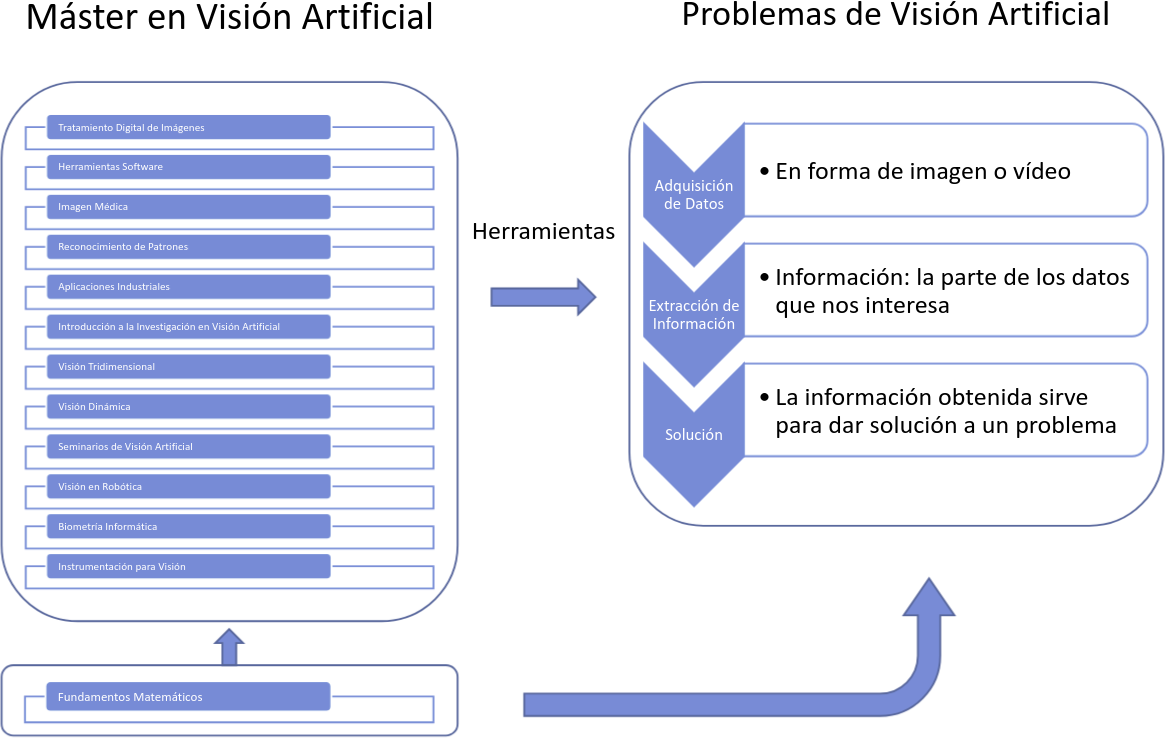 Máster en Visión Artificial
Tratamiento Digital de Imágenes
Herramientas Software
Imagen Médica
Reconocimiento de Patrones
Aplicaciones Industriales
Introducción a la Investigación en Visión Artificial
Visión Tridimensional
Visión Dinámica
Seminarios de Visión Artificial
Visión en Robótica
Biometría Informática
Instrumentación para Visión
Fundamentos Matemáticos
Herramientas
Problemas de Visión Artificial
Adquisición
de Datos
• En forma de imagen o vídeo
Extracción de
Información
• Información: la parte de los datos
que nos interesa
Solución
• La información obtenida sirve
para dar solución a un problema